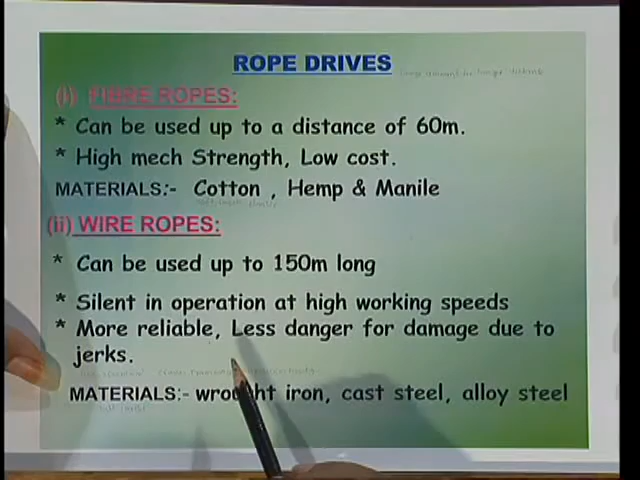 ROPE DRIVES
(i) FIBRE ROPES:
* Can be used up to a distance of 60m.
* High mech Strength, Low cost.
MATERIALS:- Cotton , Hemp & Manile
(ii) WIRE ROPES:
* Can be used up to 150m long
* Silent in operation at high working speeds
* More reliable, Less danger for damage due to
jerks.
MATERIALS:- wrought iron, cast steel, alloy steel